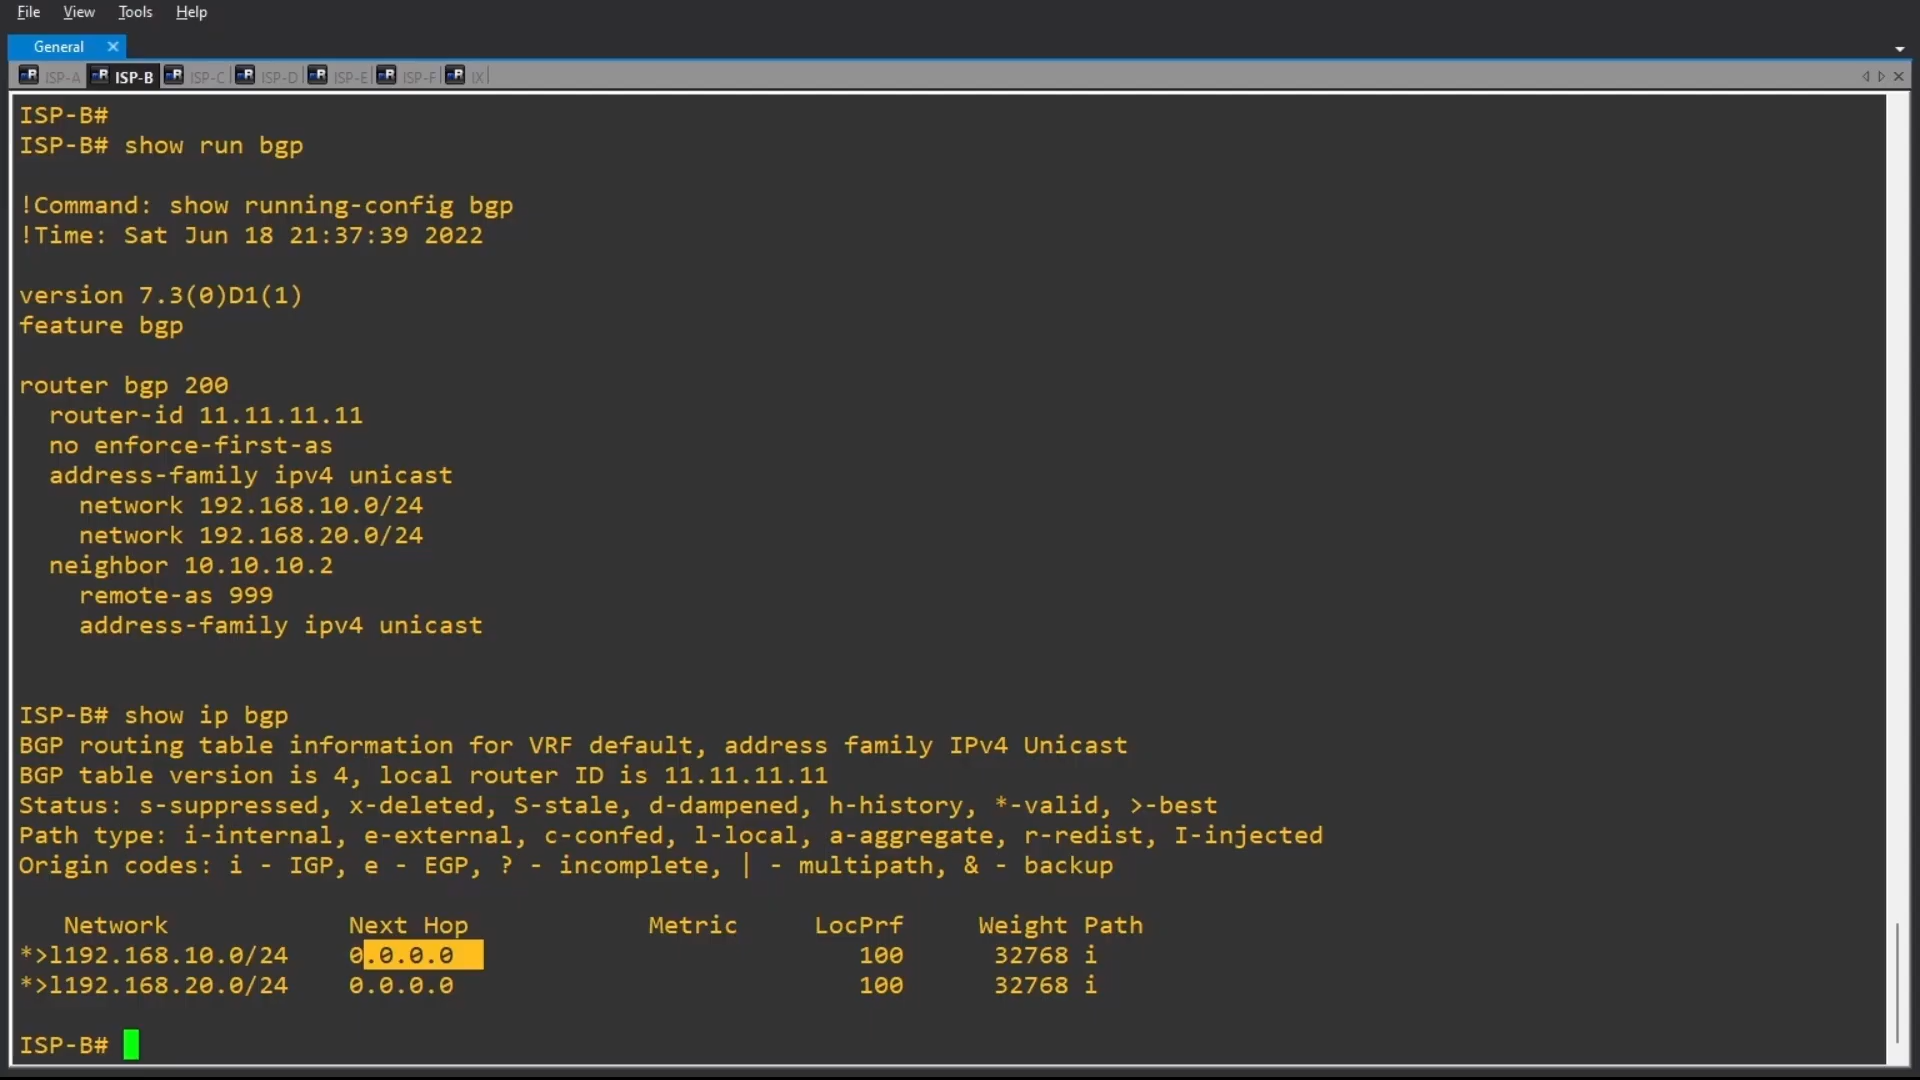 File View Tools Help
General
ISP-A ISP-B ISP-C ISP-D ISP-E ISP-F IX
ISP-B#
ISP-B# show run bgp
!Command: show running-config bgp
!Time: Sat Jun 18 21:37:39 2022
version 7.3(0)D1(1)
feature bgp
router bgp 200
router-id 11.11.11.11
no enforce-first-as
address-family ipv4 unicast
network 192.168.10.0/24
network 192.168.20.0/24
neighbor 10.10.10.2
remote-as 999
address-family ipv4 unicast
ISP-B# show ip bgp
BGP routing table information for VRF default, address family IPv4 Unicast
BGP table version is 4, local router ID is 11.11.11.11
Status: s-suppressed, x-deleted, S-stale, d-dampened, h-history, *-valid, >-best
Path type: i-internal, e-external, c-confed, l-local, a-aggregate, r-redist, I-injected
Origin codes: i - IGP, e - EGP, ? - incomplete, | - multipath, & - backup
Network Next Hop Metric LocPrf Weight Path
*>l192.168.10.0/24 0.0.0.0 100 32768 i
*>l192.168.20.0/24 0.0.0.0 100 32768 i
ISP-B#